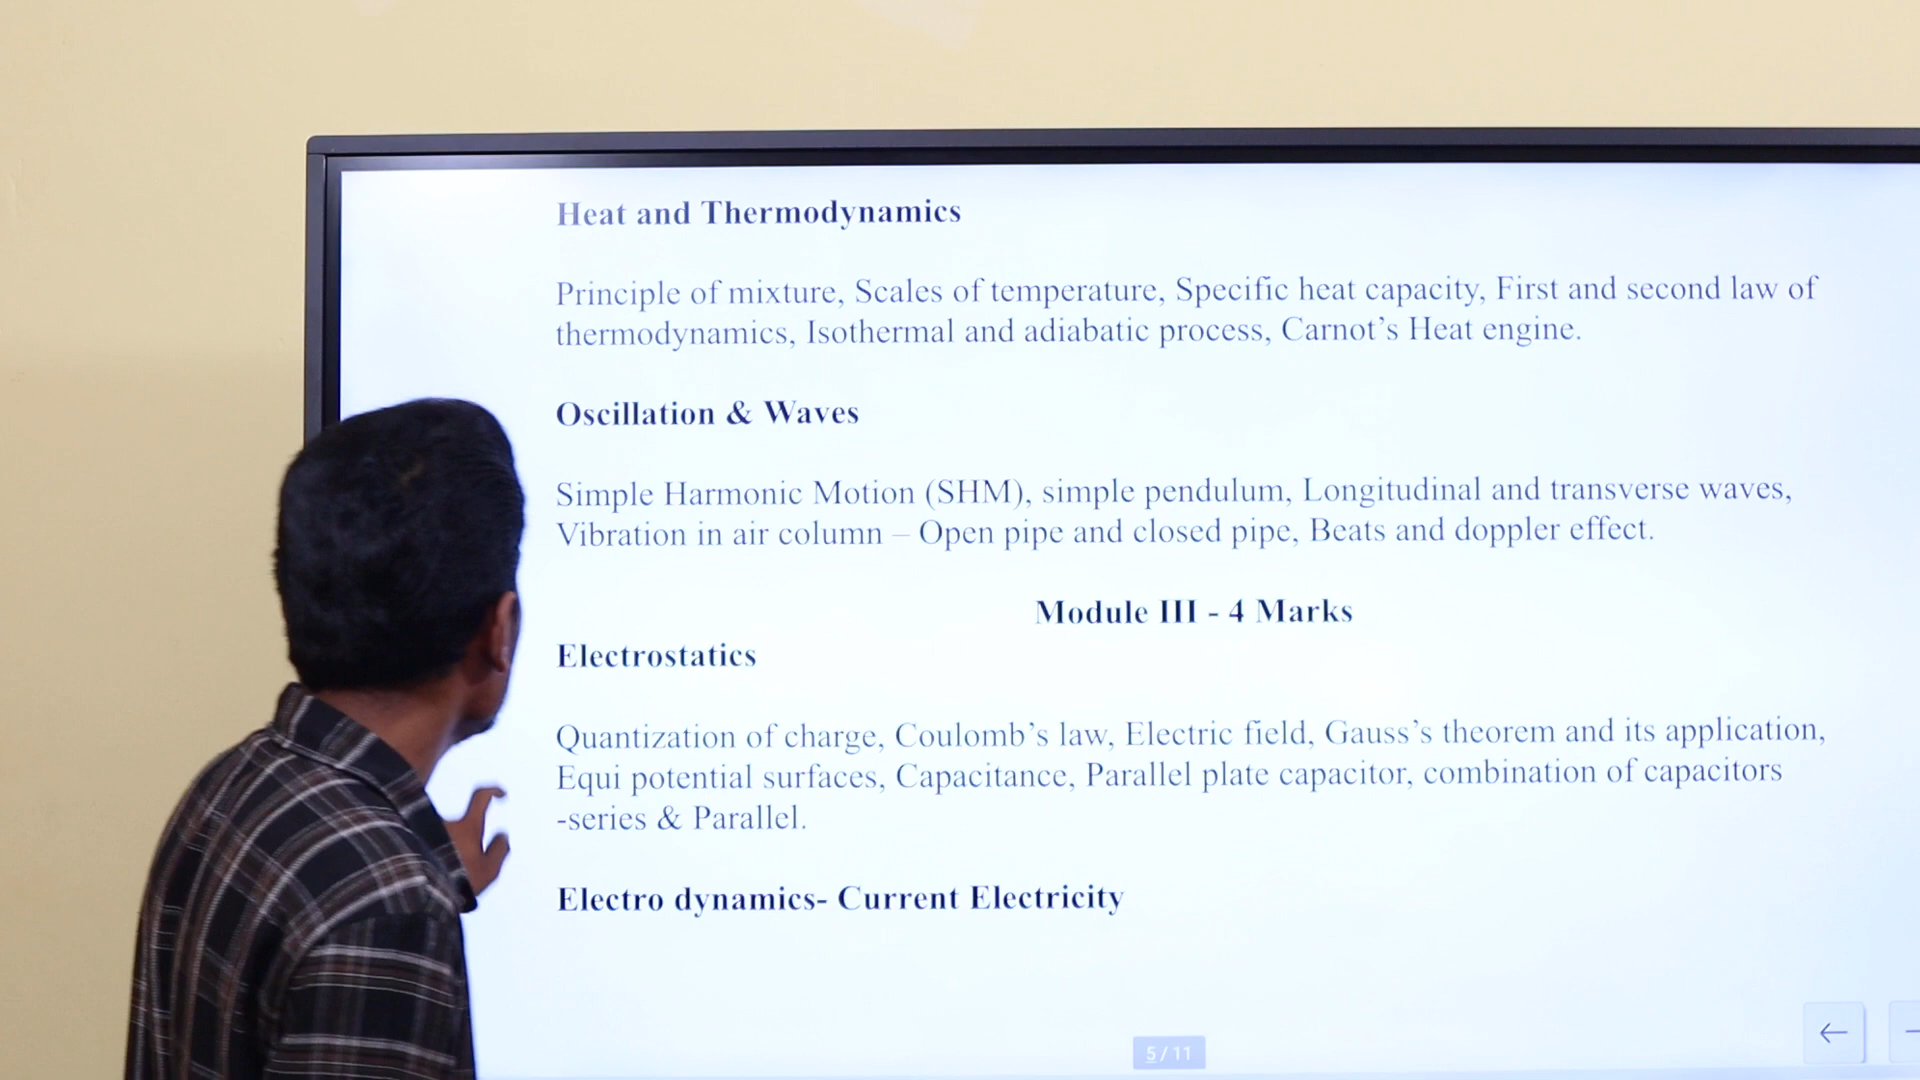 Heat and Thermodynamics
Principle of mixture, Scales of temperature, Specific heat capacity, First and second law of
thermodynamics, Isothermal and adiabatic process, Carnot’s Heat engine.
Oscillation & Waves
Simple Harmonic Motion (SHM), simple pendulum, Longitudinal and transverse waves,
Vibration in air column – Open pipe and closed pipe, Beats and doppler effect.
Module III - 4 Marks
Electrostatics
Quantization of charge, Coulomb’s law, Electric field, Gauss’s theorem and its application,
Equi potential surfaces, Capacitance, Parallel plate capacitor, combination of capacitors
-series & Parallel.
Electro dynamics- Current Electricity
5 / 11